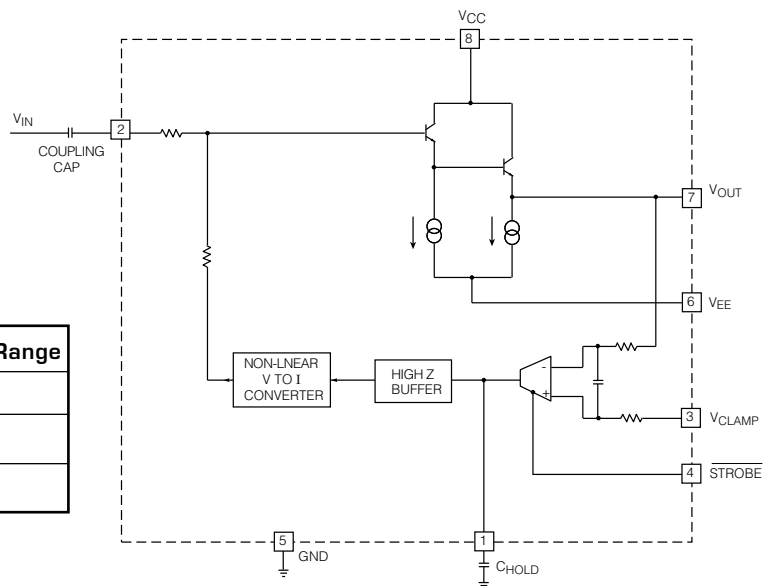 VCC
8
VIN
2
COUPLING
CAP
7
VOUT
6
VEE
Range
NON-LNEAR
V TO I
CONVERTER
HIGH Z
BUFFER
-
+
3
VCLAMP
4
STROBE
5
GND
1
CHOLD